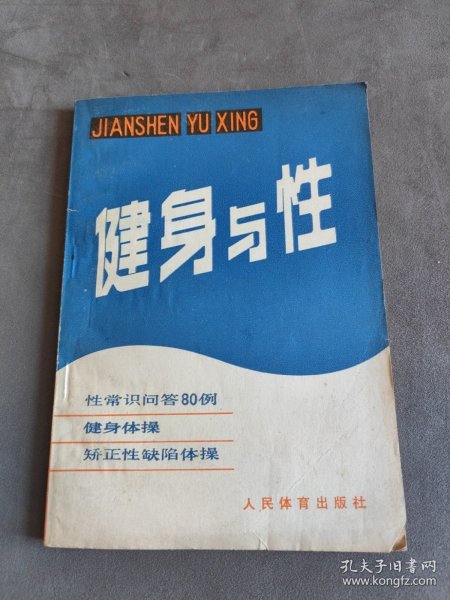 JIANSHEN YU XING
健身与性
性常识问答80例
健身体操
矫正性缺陷体操
人民体育出版社
孔夫子旧书网
www.kongfz.com